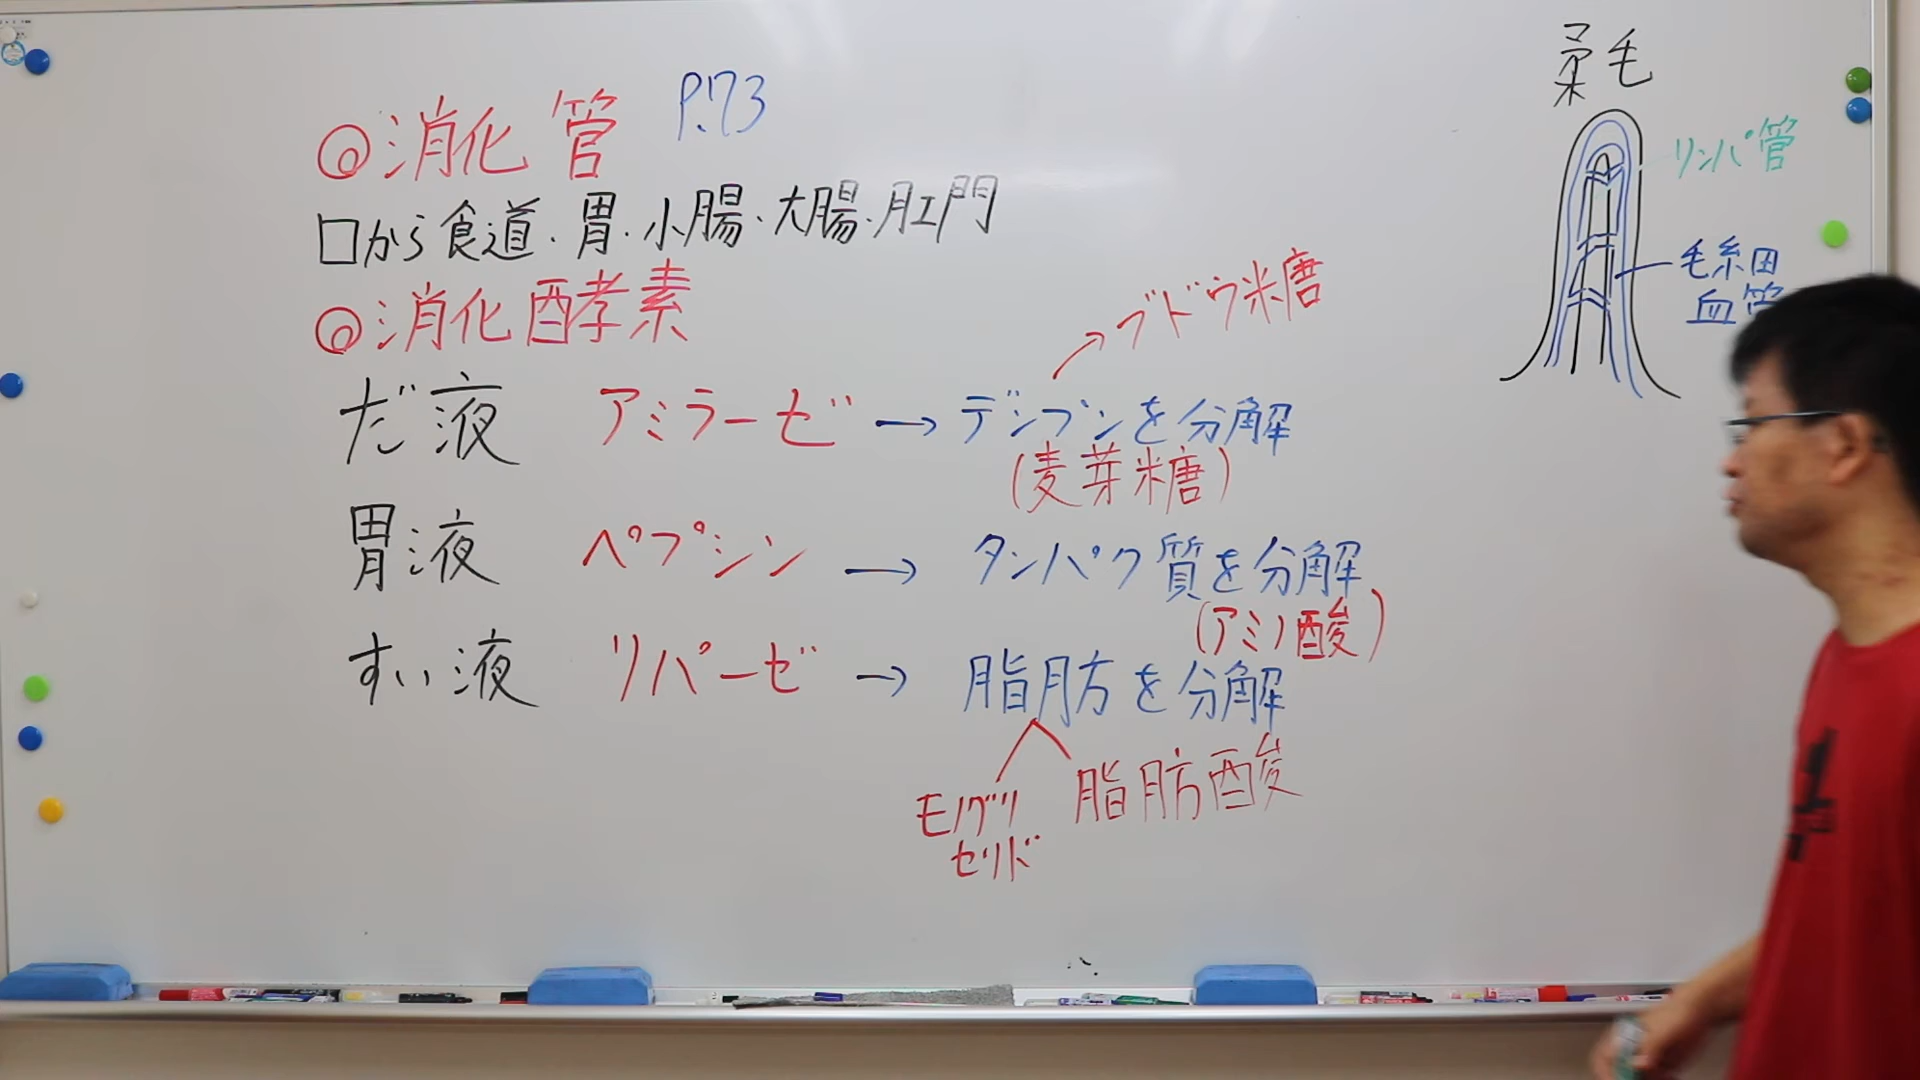 ◎消化管 P.73
口から食道・胃・小腸・大腸・肛門
◎消化酵素
だ液 アミラーゼ → デンプンを分解
→ブドウ糖
(麦芽糖)
胃液 ペプシン → タンパク質を分解
(アミノ酸)
すい液 リパーゼ → 脂肪を分解
モノグリ
セリド
脂肪酸
柔毛
リンパ管
毛細
血管